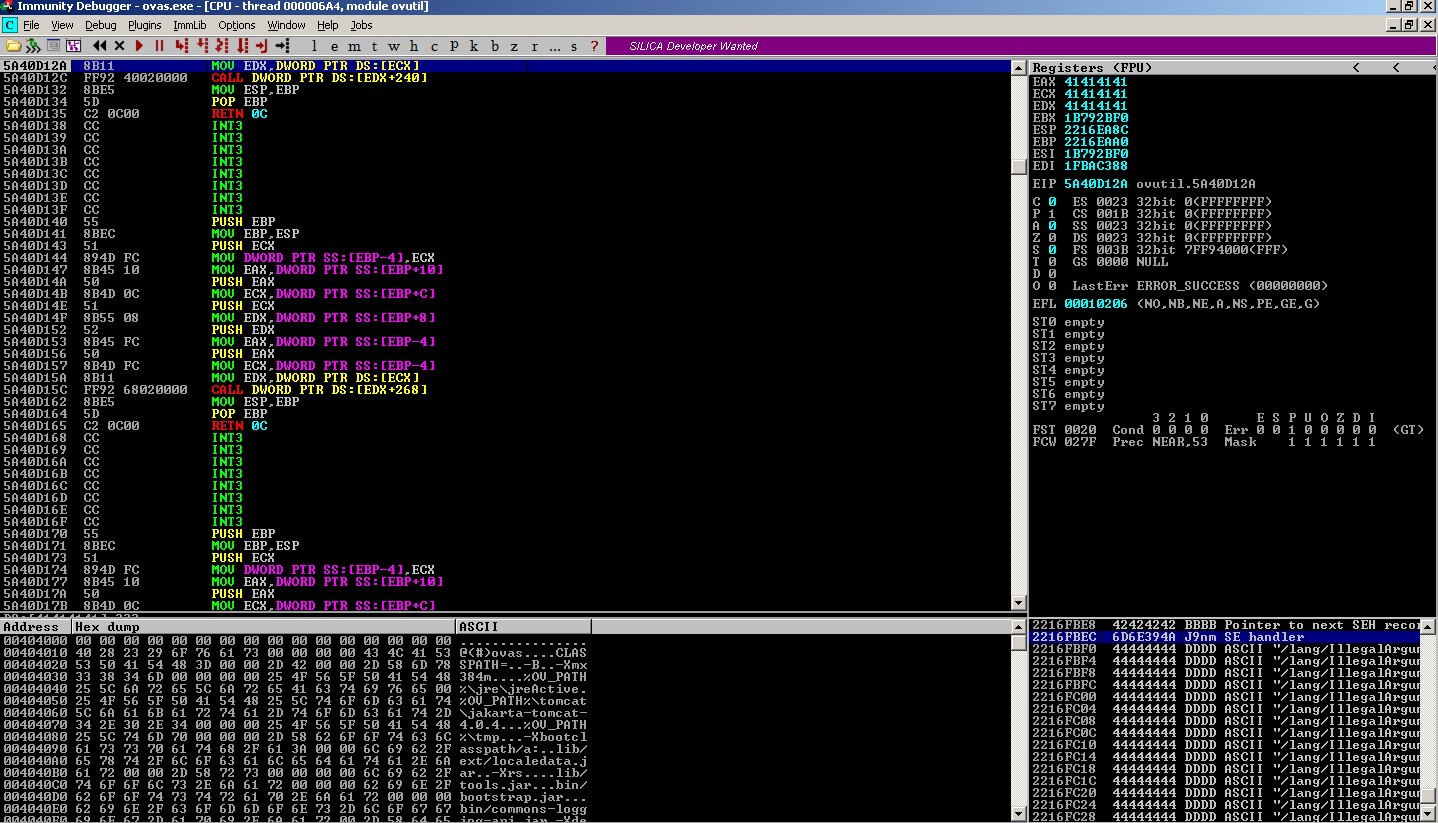 Immunity Debugger - ovas.exe - [CPU - thread 000006A4, module ovutil]
C File View Debug Plugins ImmLib Options Window Help Jobs
l e m t w h c P k b z r ... s ? SILICA Developer Wanted
5A40D12A 8B11 MOV EDX,DWORD PTR DS:[ECX]
5A40D12C FF92 40020000 CALL DWORD PTR DS:[EDX+240]
5A40D132 8BE5 MOV ESP,EBP
5A40D134 5D POP EBP
5A40D135 C2 0C00 RETN 0C
5A40D138 CC INT3
5A40D139 CC INT3
5A40D13A CC INT3
5A40D13B CC INT3
5A40D13C CC INT3
5A40D13D CC INT3
5A40D13E CC INT3
5A40D13F CC INT3
5A40D140 55 PUSH EBP
5A40D141 8BEC MOV EBP,ESP
5A40D143 51 PUSH ECX
5A40D144 894D FC MOV DWORD PTR SS:[EBP-4],ECX
5A40D147 8B45 10 MOV EAX,DWORD PTR SS:[EBP+10]
5A40D14A 50 PUSH EAX
5A40D14B 8B4D 0C MOV ECX,DWORD PTR SS:[EBP+C]
5A40D14E 51 PUSH ECX
5A40D14F 8B55 08 MOV EDX,DWORD PTR SS:[EBP+8]
5A40D152 52 PUSH EDX
5A40D153 8B45 FC MOV EAX,DWORD PTR SS:[EBP-4]
5A40D156 50 PUSH EAX
5A40D157 8B4D FC MOV ECX,DWORD PTR SS:[EBP-4]
5A40D15A 8B11 MOV EDX,DWORD PTR DS:[ECX]
5A40D15C FF92 68020000 CALL DWORD PTR DS:[EDX+268]
5A40D162 8BE5 MOV ESP,EBP
5A40D164 5D POP EBP
5A40D165 C2 0C00 RETN 0C
5A40D168 CC INT3
5A40D169 CC INT3
5A40D16A CC INT3
5A40D16B CC INT3
5A40D16C CC INT3
5A40D16D CC INT3
5A40D16E CC INT3
5A40D16F CC INT3
5A40D170 55 PUSH EBP
5A40D171 8BEC MOV EBP,ESP
5A40D173 51 PUSH ECX
5A40D174 894D FC MOV DWORD PTR SS:[EBP-4],ECX
5A40D177 8B45 10 MOV EAX,DWORD PTR SS:[EBP+10]
5A40D17A 50 PUSH EAX
5A40D17B 8B4D 0C MOV ECX,DWORD PTR SS:[EBP+C]
Registers (FPU) < < <
EAX 41414141
ECX 41414141
EDX 41414141
EBX 1B792BF0
ESP 2216EA8C
EBP 2216EAA0
ESI 1B792BF0
EDI 1FBAC388
EIP 5A40D12A ovutil.5A40D12A
C 0 ES 0023 32bit 0(FFFFFFFF)
P 1 CS 001B 32bit 0(FFFFFFFF)
A 0 SS 0023 32bit 0(FFFFFFFF)
Z 0 DS 0023 32bit 0(FFFFFFFF)
S 0 FS 003B 32bit 7FF94000(FFF)
T 0 GS 0000 NULL
D 0
O 0 LastErr ERROR_SUCCESS (00000000)
EFL 00010206 (NO,NB,NE,A,NS,PE,GE,G)
ST0 empty
ST1 empty
ST2 empty
ST3 empty
ST4 empty
ST5 empty
ST6 empty
ST7 empty
3 2 1 0 E S P U O Z D I
FST 0020 Cond 0 0 0 0 Err 0 0 1 0 0 0 0 0 (GT)
FCW 027F Prec NEAR,53 Mask 1 1 1 1 1 1
Address Hex dump ASCII
00404000 00 00 00 00 00 00 00 00 00 00 00 00 00 00 00 00 ................
00404010 40 28 23 29 6F 76 61 73 00 00 00 00 43 4C 41 53 @(#)ovas....CLAS
00404020 53 50 41 54 48 3D 00 00 2D 42 00 00 2D 58 6D 78 SPATH=..-B..-Xmx
00404030 33 38 34 6D 00 00 00 00 25 4F 56 5F 50 41 54 48 384m....%OV_PATH
00404040 25 5C 6A 72 65 5C 6A 72 65 41 63 74 69 76 65 00 %\jre\jreActive.
00404050 25 4F 56 5F 50 41 54 48 25 5C 74 6F 6D 63 61 74 %OV_PATH%\tomcat
00404060 5C 6A 61 6B 61 72 74 61 2D 74 6F 6D 63 61 74 2D \jakarta-tomcat-
00404070 34 2E 30 2E 34 00 00 00 25 4F 56 5F 50 41 54 48 4.0.4...%OV_PATH
00404080 25 5C 74 6D 70 00 00 00 2D 58 62 6F 6F 74 63 6C %\tmp...-Xbootcl
00404090 61 73 73 70 61 74 68 2F 61 3A 00 00 6C 69 62 2F asspath/a:..lib/
004040A0 65 78 74 2F 6C 6F 63 61 6C 65 64 61 74 61 2E 6A ext/localedata.j
004040B0 61 72 00 00 2D 58 72 73 00 00 00 00 6C 69 62 2F ar..-Xrs....lib/
004040C0 74 6F 6F 6C 73 2E 6A 61 72 00 00 00 62 69 6E 2F tools.jar...bin/
004040D0 62 6F 6F 74 73 74 72 61 70 2E 6A 61 72 00 00 00 bootstrap.jar...
004040E0 62 69 6E 2F 63 6F 6D 6D 6F 6E 73 2D 6C 6F 67 67 bin/commons-logg
004040F0 69 6E 67 2D 61 70 69 2E 6A 61 72 00 2D 58 64 65 ing-api.jar.-Xde
2216FBE8 42424242 BBBB Pointer to next SEH recor
2216FBEC 6D6E394A J9nm SE handler
2216FBF0 44444444 DDDD ASCII "/lang/IllegalArgum
2216FBF4 44444444 DDDD ASCII "/lang/IllegalArgum
2216FBF8 44444444 DDDD ASCII "/lang/IllegalArgum
2216FBFC 44444444 DDDD ASCII "/lang/IllegalArgum
2216FC00 44444444 DDDD ASCII "/lang/IllegalArgum
2216FC04 44444444 DDDD ASCII "/lang/IllegalArgum
2216FC08 44444444 DDDD ASCII "/lang/IllegalArgum
2216FC0C 44444444 DDDD ASCII "/lang/IllegalArgum
2216FC10 44444444 DDDD ASCII "/lang/IllegalArgum
2216FC14 44444444 DDDD ASCII "/lang/IllegalArgum
2216FC18 44444444 DDDD ASCII "/lang/IllegalArgum
2216FC1C 44444444 DDDD ASCII "/lang/IllegalArgum
2216FC20 44444444 DDDD ASCII "/lang/IllegalArgum
2216FC24 44444444 DDDD ASCII "/lang/IllegalArgum
2216FC28 44444444 DDDD ASCII "/lang/IllegalArgum